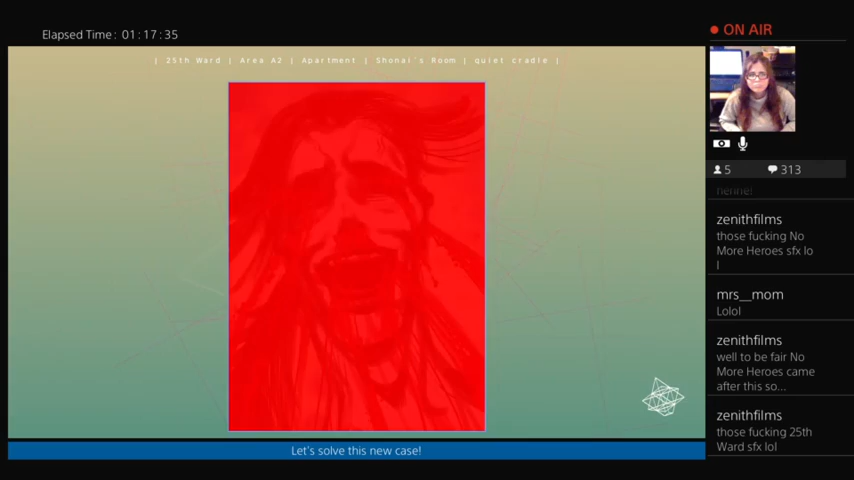 Elapsed Time: 01:17:35
ON AIR
| 25th Ward | Area A2 | Apartment | Shonai's Room | quiet cradle |
5
313
zenithfilms
those fucking No
More Heroes sfx lo
l
mrs__mom
Lolol
zenithfilms
well to be fair No
More Heroes came
after this so...
zenithfilms
those fucking 25th
Ward sfx lol
Let's solve this new case!